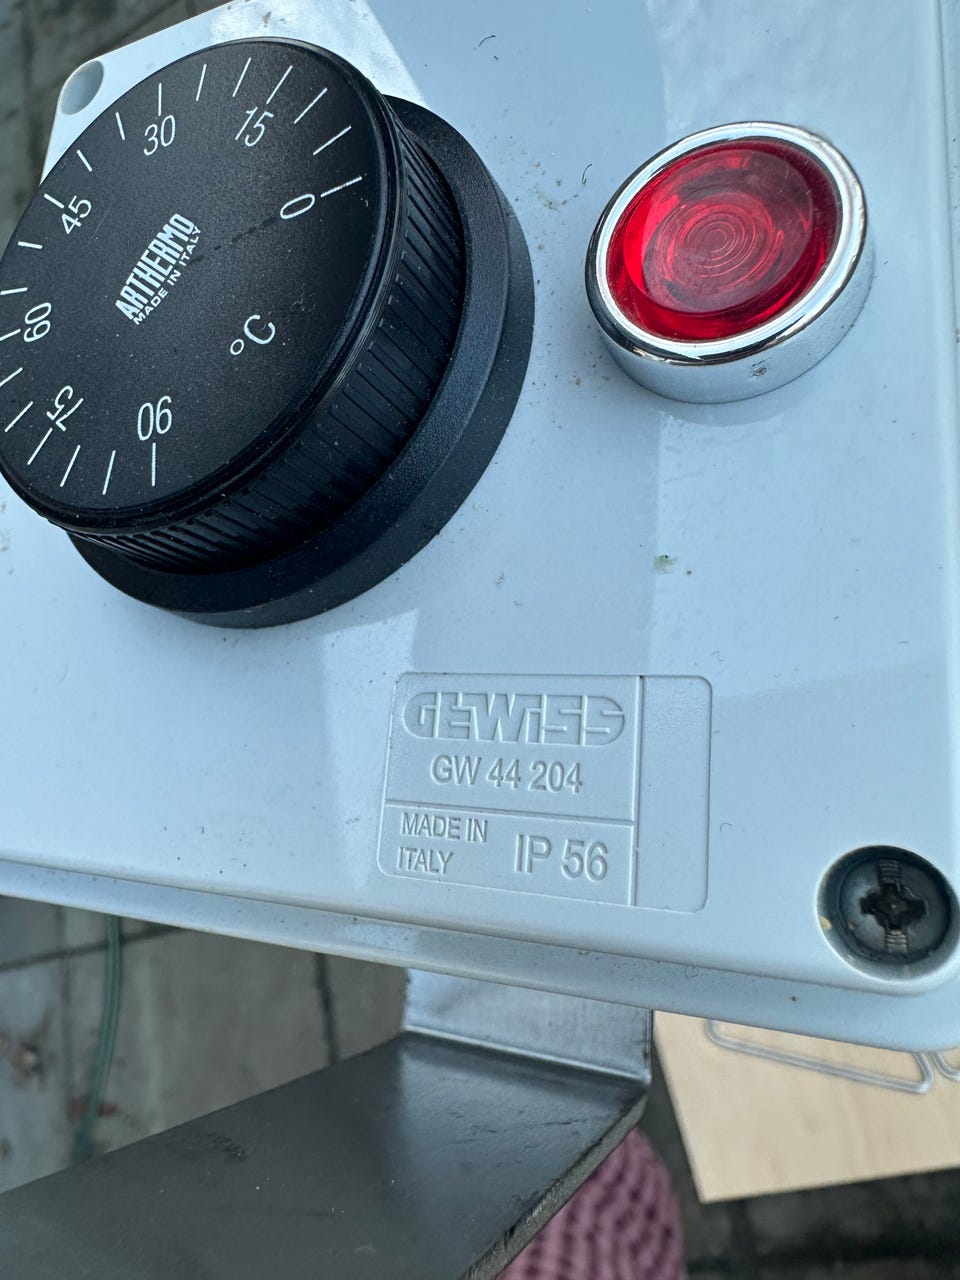 0
15
30
45
60
75
90
°C
ARTHERMO
MADE IN ITALY
GEWISS
GW 44 204
MADE IN
ITALY
IP 56